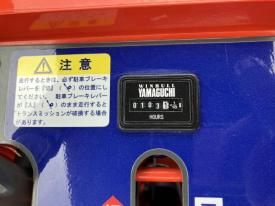 注意
走行するときは、必ず駐車ブレーキ
レバーを『切』（　）の位置にして
ください。 駐車ブレーキレバー
が『入』（　）のまま走行すると
トランスミッションが破損する場合
があります。
WINBULL
YAMAGUCHI
HOURS